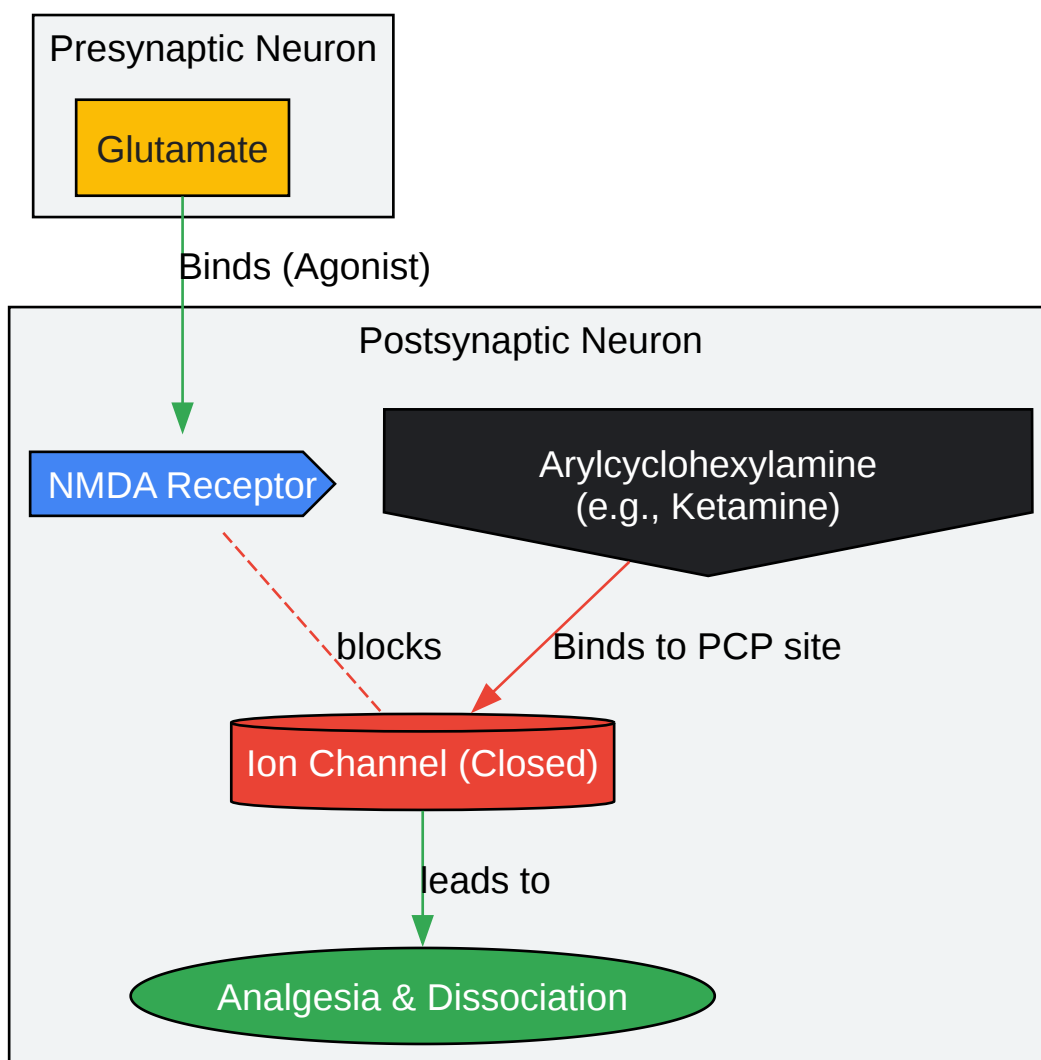 Presynaptic Neuron
Glutamate
Binds (Agonist)
Postsynaptic Neuron
NMDA Receptor
Arylcyclohexylamine
(e.g., Ketamine)
blocks
Binds to PCP site
Ion Channel (Closed)
leads to
Analgesia & Dissociation